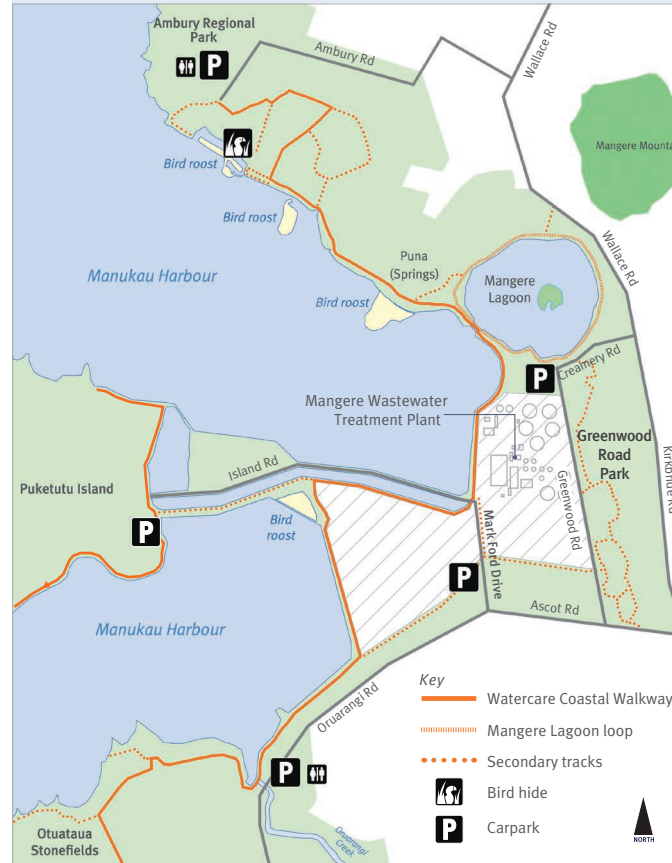 Ambury Regional
Park
P
Ambury Rd
Wallace Rd
Mangere Mounta
Bird roost
Bird roost
Wallace Rd
Puna
(Springs)
Manukau Harbour
Mangere
Lagoon
Bird roost
Creamery Rd
P
Mangere Wastewater
Treatment Plant
Greenwood
Road
Park
Kirkbride Rd
Island Rd
Puketutu Island
Greenwood Rd
Bird
roost
P
Mark Ford Drive
P
Ascot Rd
Manukau Harbour
Oruarangi Rd
Key
Watercare Coastal Walkway
Mangere Lagoon loop
Secondary tracks
Bird hide
P
Carpark
NORTH
P
Otuataua
Stonefields
Oruarangi
Creek